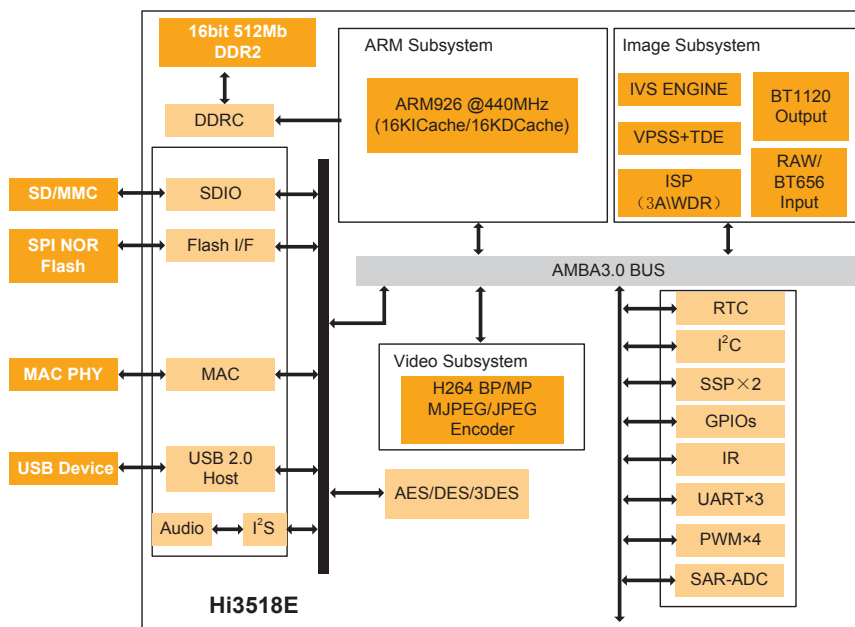 16bit 512Mb
DDR2
DDRC
ARM Subsystem
ARM926 @440MHz
(16KICache/16KDCache)
Image Subsystem
IVS ENGINE
VPSS+TDE
ISP
（3A\WDR）
BT1120
Output
RAW/
BT656
Input
SD/MMC
SDIO
SPI NOR
Flash
Flash I/F
MAC PHY
MAC
USB Device
USB 2.0
Host
Audio
I²S
AMBA3.0 BUS
Video Subsystem
H264 BP/MP
MJPEG/JPEG
Encoder
AES/DES/3DES
RTC
I²C
SSP×2
GPIOs
IR
UART×3
PWM×4
SAR-ADC
Hi3518E